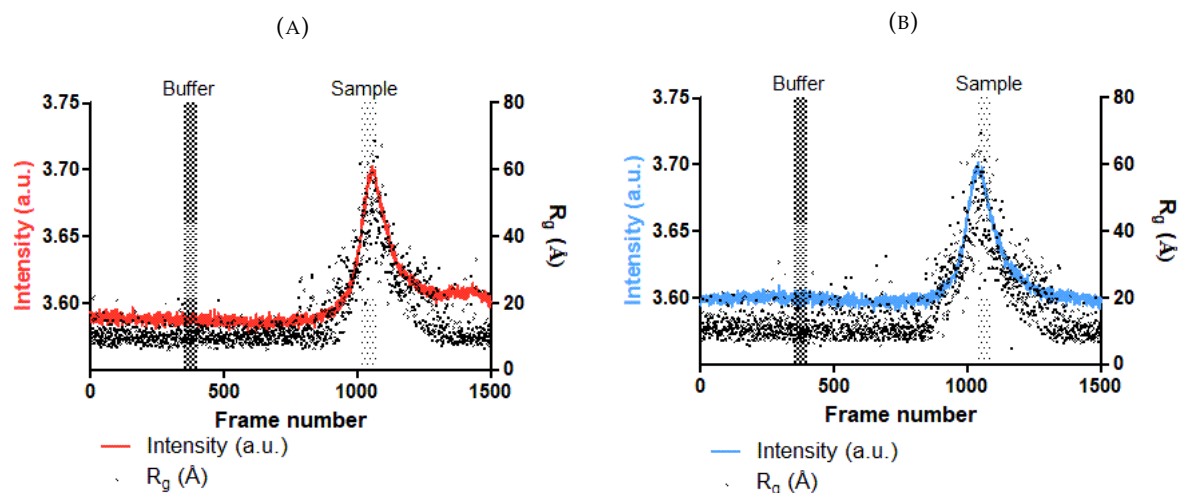 (A)
Buffer
Sample
3.75
3.70
3.65
3.60
Intensity (a.u.)
80
60
40
20
0
Rg (Å)
0
500
1000
1500
Frame number
Intensity (a.u.)
Rg (Å)
(B)
Buffer
Sample
3.75
3.70
3.65
3.60
Intensity (a.u.)
80
60
40
20
0
Rg (Å)
0
500
1000
1500
Frame number
Intensity (a.u.)
Rg (Å)